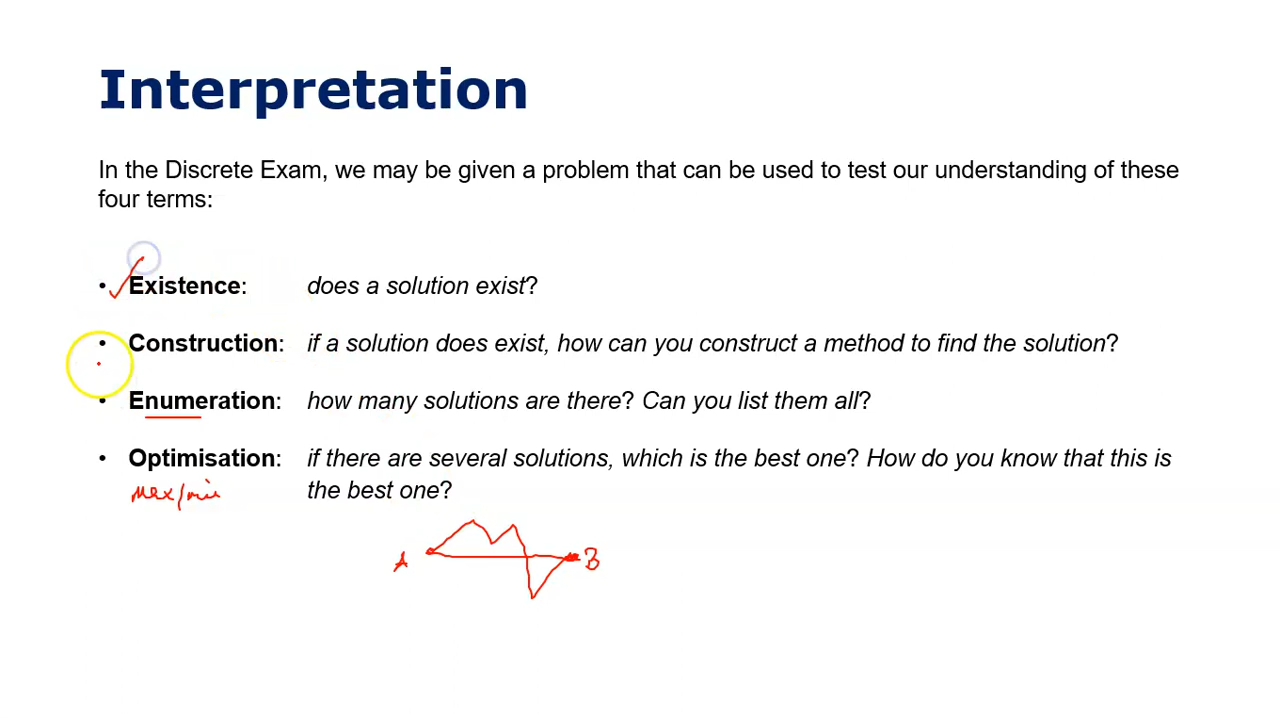 Interpretation
In the Discrete Exam, we may be given a problem that can be used to test our understanding of these
four terms:
• Existence: does a solution exist?
• Construction: if a solution does exist, how can you construct a method to find the solution?
• Enumeration: how many solutions are there? Can you list them all?
• Optimisation: if there are several solutions, which is the best one? How do you know that this is
the best one?
max/min
A B